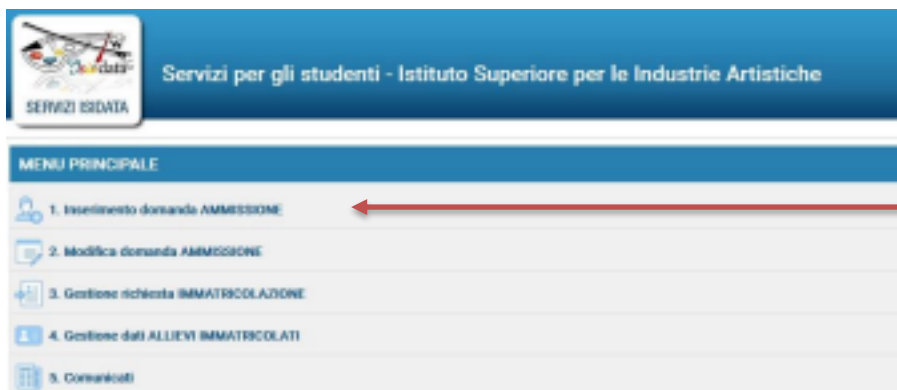 Servizi per gli studenti - Istituto Superiore per le Industrie Artistiche
SERVIZI ISIDATA
MENU PRINCIPALE
1. Inserimento domanda AMMISSIONE
2. Modifica domanda AMMISSIONE
3. Gestione richiesta IMMATRICOLAZIONE
4. Gestione dati ALLIEVI IMMATRICOLATI
5. Comunicati